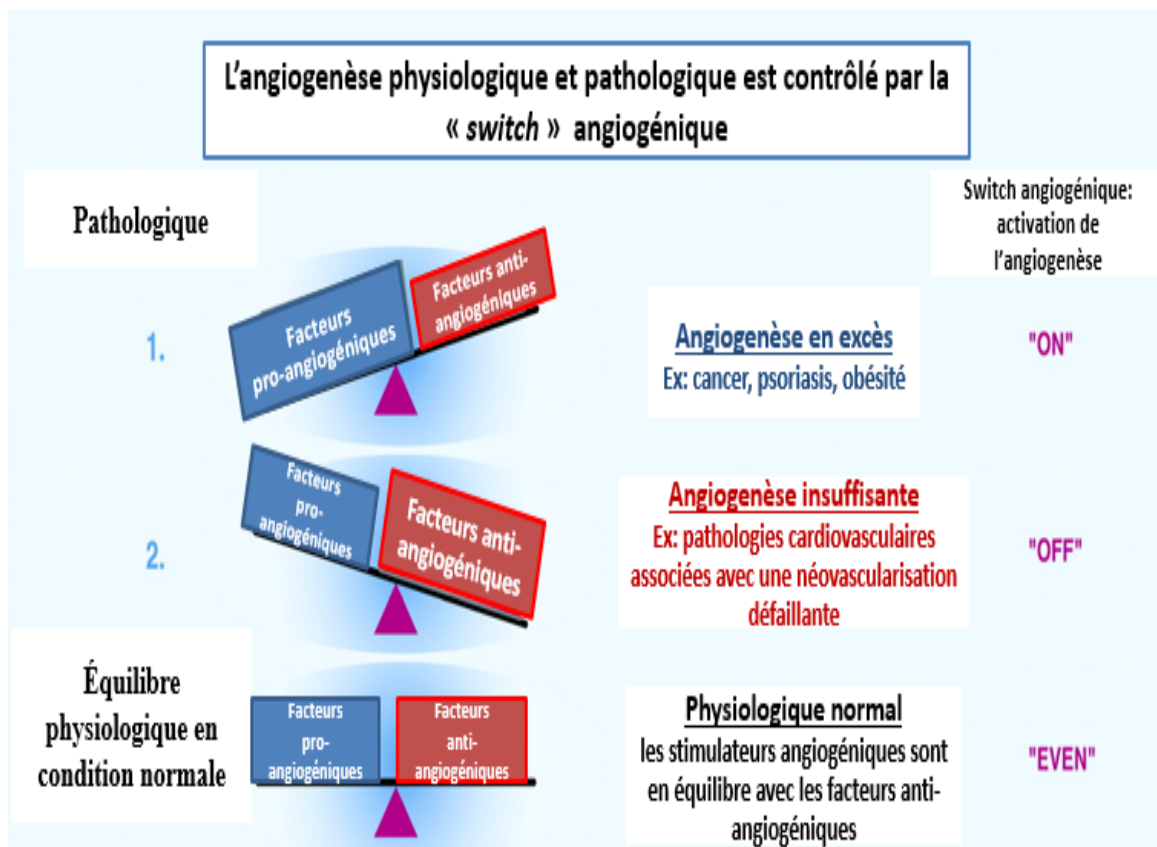 L'angiogenèse physiologique et pathologique est contrôlé par la
« switch » angiogénique
Pathologique
Switch angiogénique:
activation de
l'angiogenèse
1.
Facteurs
pro-angiogéniques
Facteurs anti-
angiogéniques
Angiogenèse en excès
Ex: cancer, psoriasis, obésité
"ON"
2.
Facteurs
pro-
angiogéniques
Facteurs anti-
angiogéniques
Angiogenèse insuffisante
Ex: pathologies cardiovasculaires
associées avec une néovascularisation
défaillante
"OFF"
Équilibre
physiologique en
condition normale
Facteurs
pro-
angiogéniques
Facteurs
anti-
angiogéniques
Physiologique normal
les stimulateurs angiogéniques sont
en équilibre avec les facteurs anti-
angiogéniques
"EVEN"